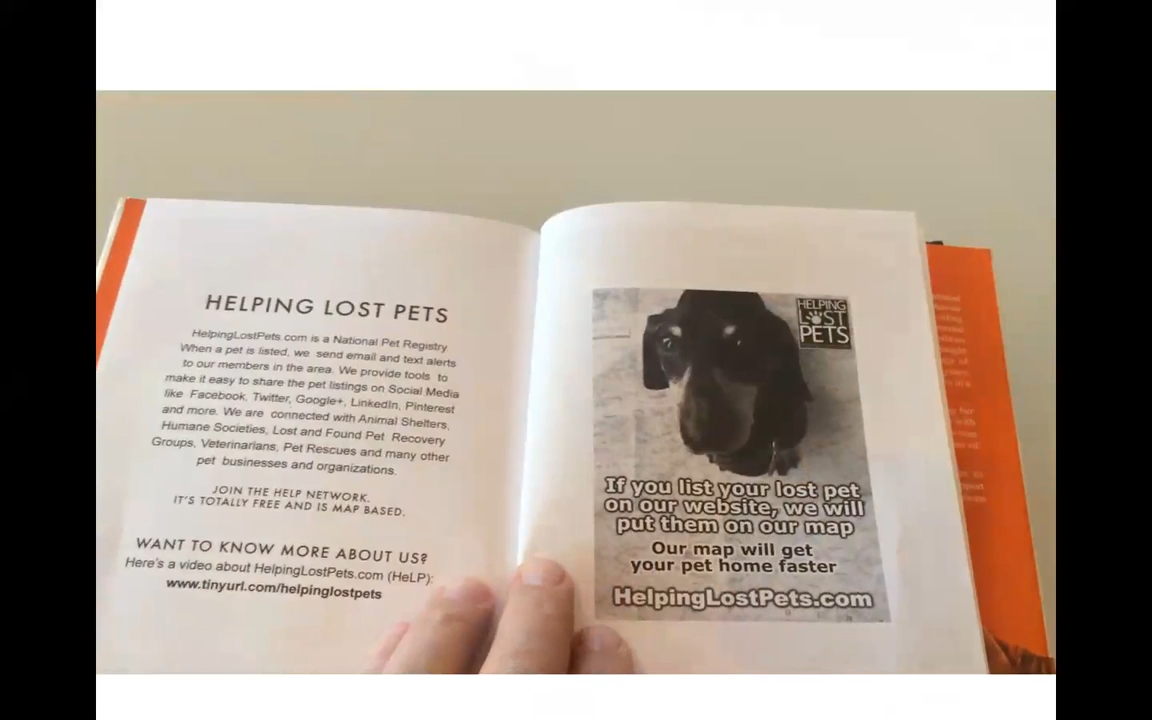 HELPING LOST PETS
HelpingLostPets.com is a National Pet Registry
When a pet is listed, we send email and text alerts
to our members in the area. We provide tools to
make it easy to share the pet listings on Social Media
like Facebook, Twitter, Google+, LinkedIn, Pinterest
and more. We are connected with Animal Shelters,
Humane Societies, Lost and Found Pet Recovery
Groups, Veterinarians, Pet Rescues and many other
pet businesses and organizations.
JOIN THE HELP NETWORK.
IT'S TOTALLY FREE AND IS MAP BASED.
WANT TO KNOW MORE ABOUT US?
Here's a video about HelpingLostPets.com (HeLP):
www.tinyurl.com/helpinglostpets
HELPING
LOST
PETS
If you list your lost pet
on our website, we will
put them on our map
Our map will get
your pet home faster
HelpingLostPets.com